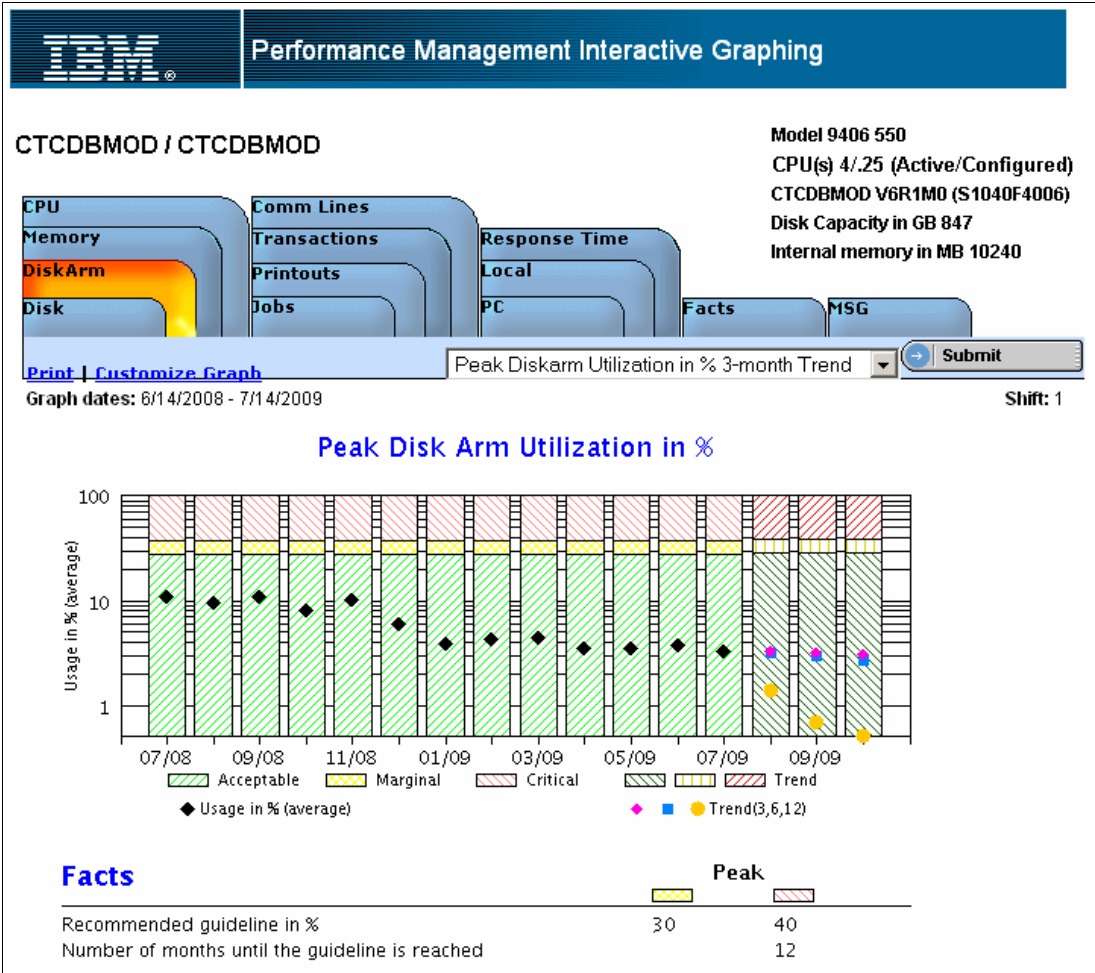 IBM®
Performance Management Interactive Graphing
CTCDBMOD / CTCDBMOD
Model 9406 550
CPU(s) 4/.25 (Active/Configured)
CTCDBMOD V6R1M0 (S1040F4006)
Disk Capacity in GB 847
Internal memory in MB 10240
CPU
Memory
DiskArm
Disk
Comm Lines
Transactions
Printouts
Jobs
Response Time
Local
PC
Facts
MSG
Print | Customize Graph
Peak Diskarm Utilization in % 3-month Trend
Submit
Graph dates: 6/14/2008 - 7/14/2009
Shift: 1
Peak Disk Arm Utilization in %
Usage in % (average)
100
10
1
07/08 09/08 11/08 01/09 03/09 05/09 07/09 09/09
Acceptable Marginal Critical Trend
Usage in % (average) Trend(3,6,12)
Facts
Peak
Recommended guideline in % 30 40
Number of months until the guideline is reached 12